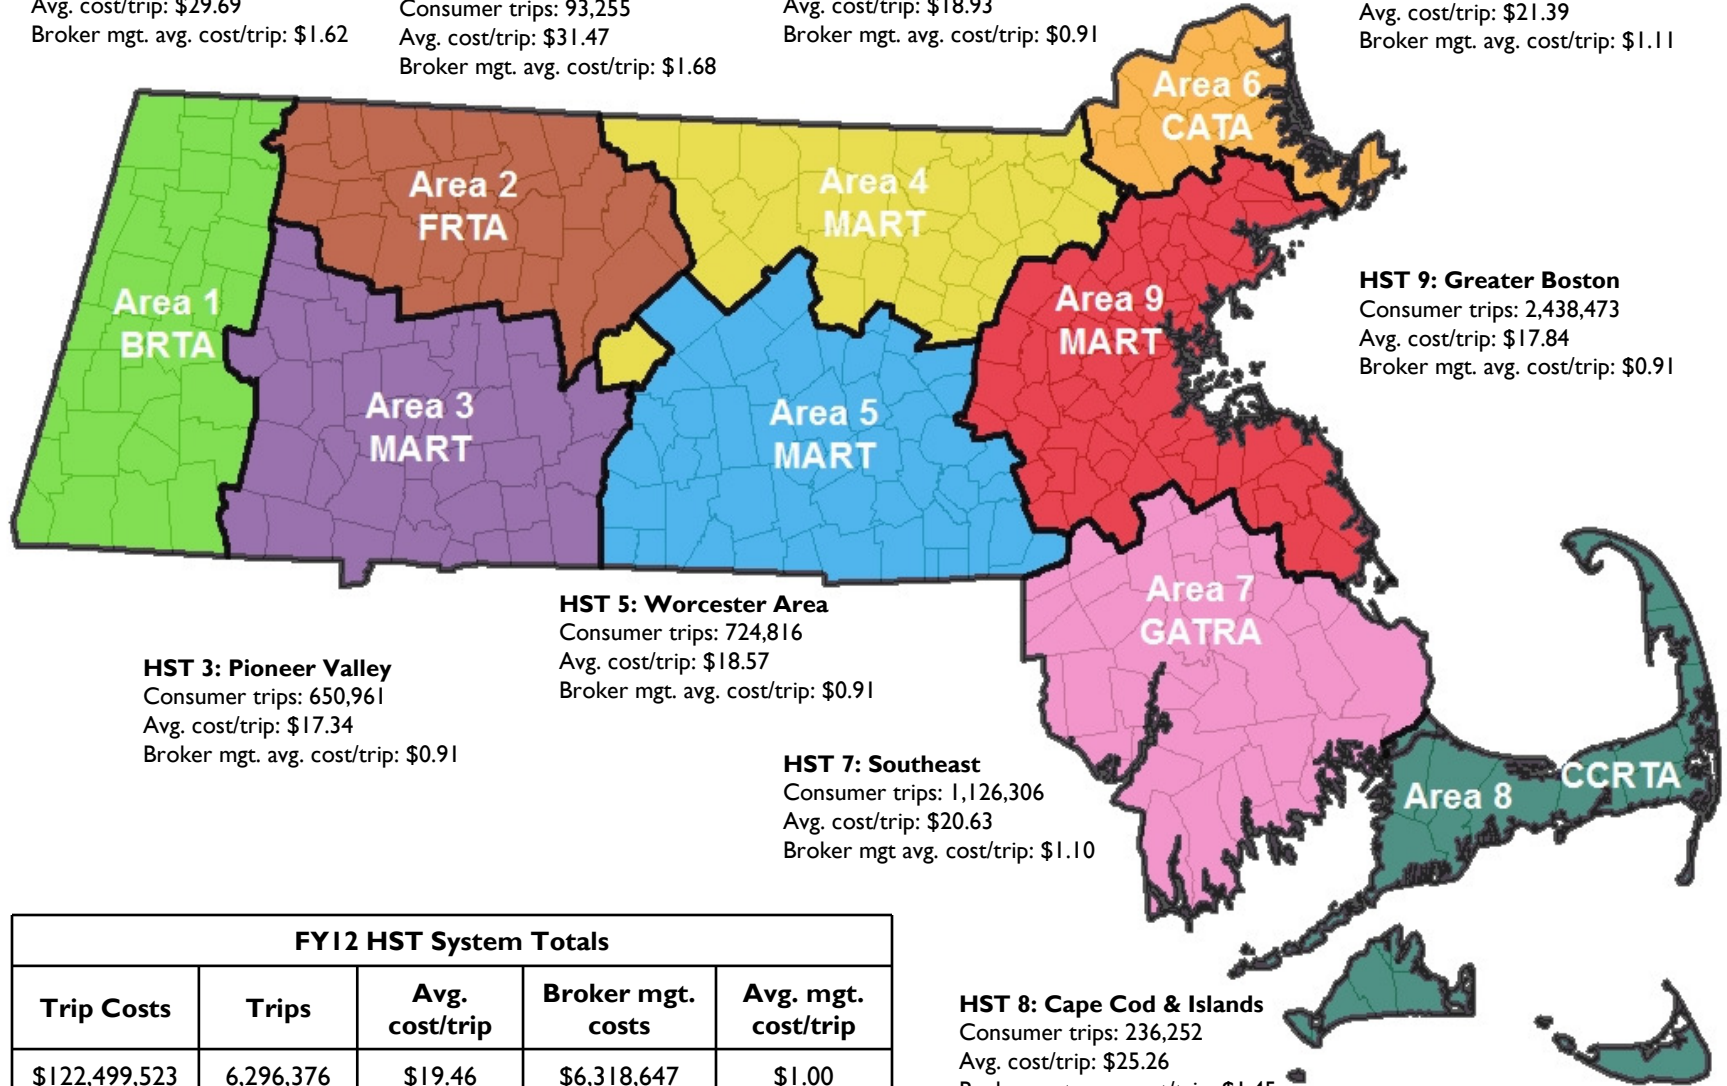 Avg. cost/trip: $29.69
Broker mgt. avg. cost/trip: $1.62
Consumer trips: 93,255
Avg. cost/trip: $31.47
Broker mgt. avg. cost/trip: $1.68
Avg. cost/trip: $18.93
Broker mgt. avg. cost/trip: $0.91
Avg. cost/trip: $21.39
Broker mgt. avg. cost/trip: $1.11
Area 6
CATA
Area 2
FRTA
Area 4
MART
Area 1
BRTA
Area 9
MART
HST 9: Greater Boston
Consumer trips: 2,438,473
Avg. cost/trip: $17.84
Broker mgt. avg. cost/trip: $0.91
Area 3
MART
Area 5
MART
Area 7
GATRA
HST 5: Worcester Area
Consumer trips: 724,816
Avg. cost/trip: $18.57
Broker mgt. avg. cost/trip: $0.91
HST 3: Pioneer Valley
Consumer trips: 650,961
Avg. cost/trip: $17.34
Broker mgt. avg. cost/trip: $0.91
HST 7: Southeast
Consumer trips: 1,126,306
Avg. cost/trip: $20.63
Broker mgt avg. cost/trip: $1.10
Area 8
CCRTA
FY12 HST System Totals
Trip Costs
Trips
Avg.
cost/trip
Broker mgt.
costs
Avg. mgt.
cost/trip
$122,499,523
6,296,376
$19.46
$6,318,647
$1.00
HST 8: Cape Cod & Islands
Consumer trips: 236,252
Avg. cost/trip: $25.26